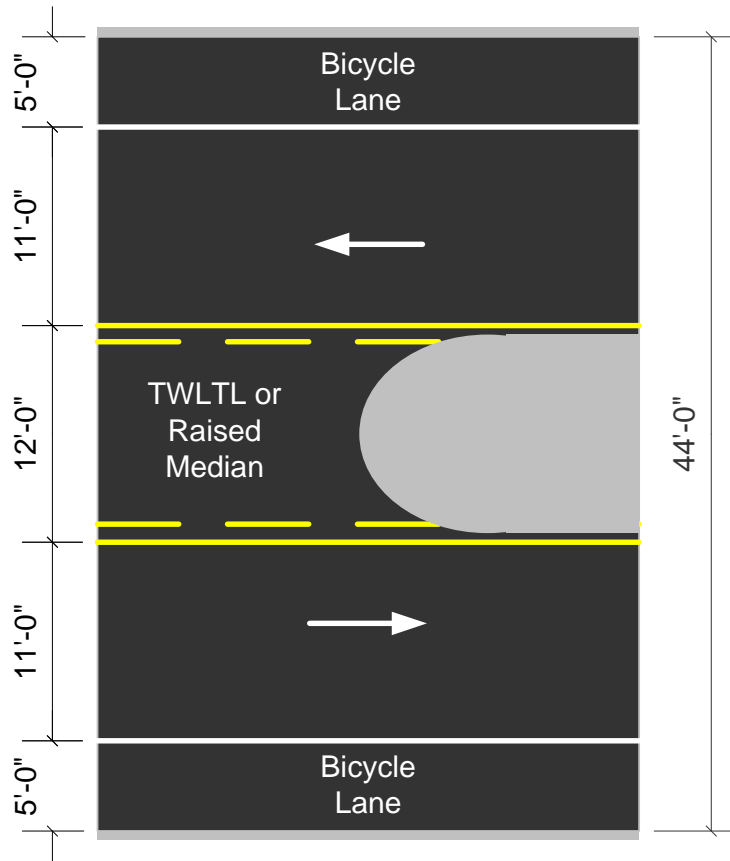 Bicycle
Lane
5'-0"
11'-0"
TWLTL or
Raised
Median
12'-0"
44'-0"
11'-0"
Bicycle
Lane
5'-0"